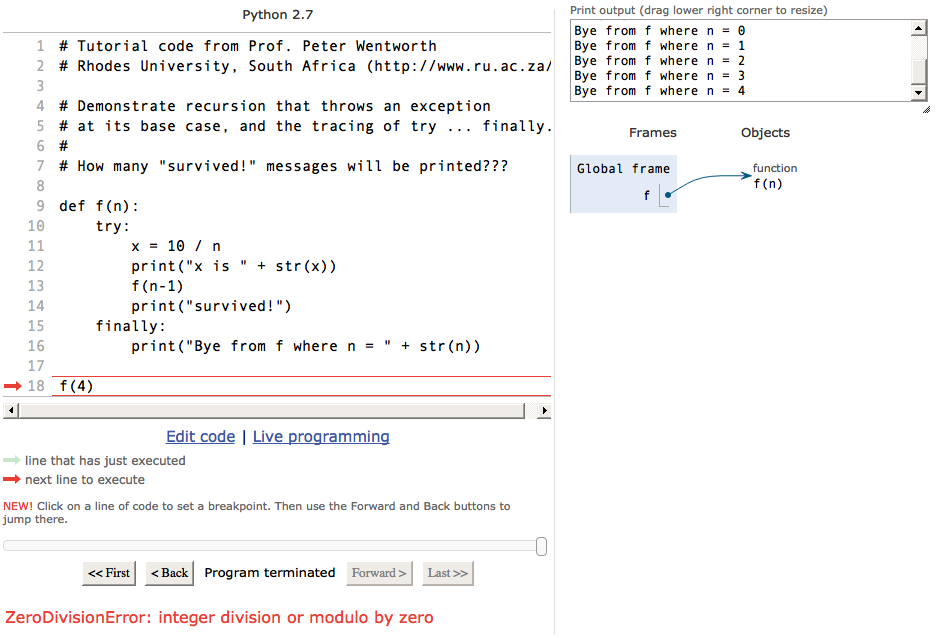 Python 2.7
1 # Tutorial code from Prof. Peter Wentworth
2 # Rhodes University, South Africa (http://www.ru.ac.za/
3
4 # Demonstrate recursion that throws an exception
5 # at its base case, and the tracing of try ... finally.
6 #
7 # How many "survived!" messages will be printed???
8
9 def f(n):
10     try:
11         x = 10 / n
12         print("x is " + str(x))
13         f(n-1)
14         print("survived!")
15     finally:
16         print("Bye from f where n = " + str(n))
17
18 f(4)
Edit code | Live programming
line that has just executed
next line to execute
NEW! Click on a line of code to set a breakpoint. Then use the Forward and Back buttons to
jump there.
<< First < Back Program terminated Forward > Last >>
ZeroDivisionError: integer division or modulo by zero
Print output (drag lower right corner to resize)
Bye from f where n = 0
Bye from f where n = 1
Bye from f where n = 2
Bye from f where n = 3
Bye from f where n = 4
Frames Objects
Global frame
f
function
f(n)